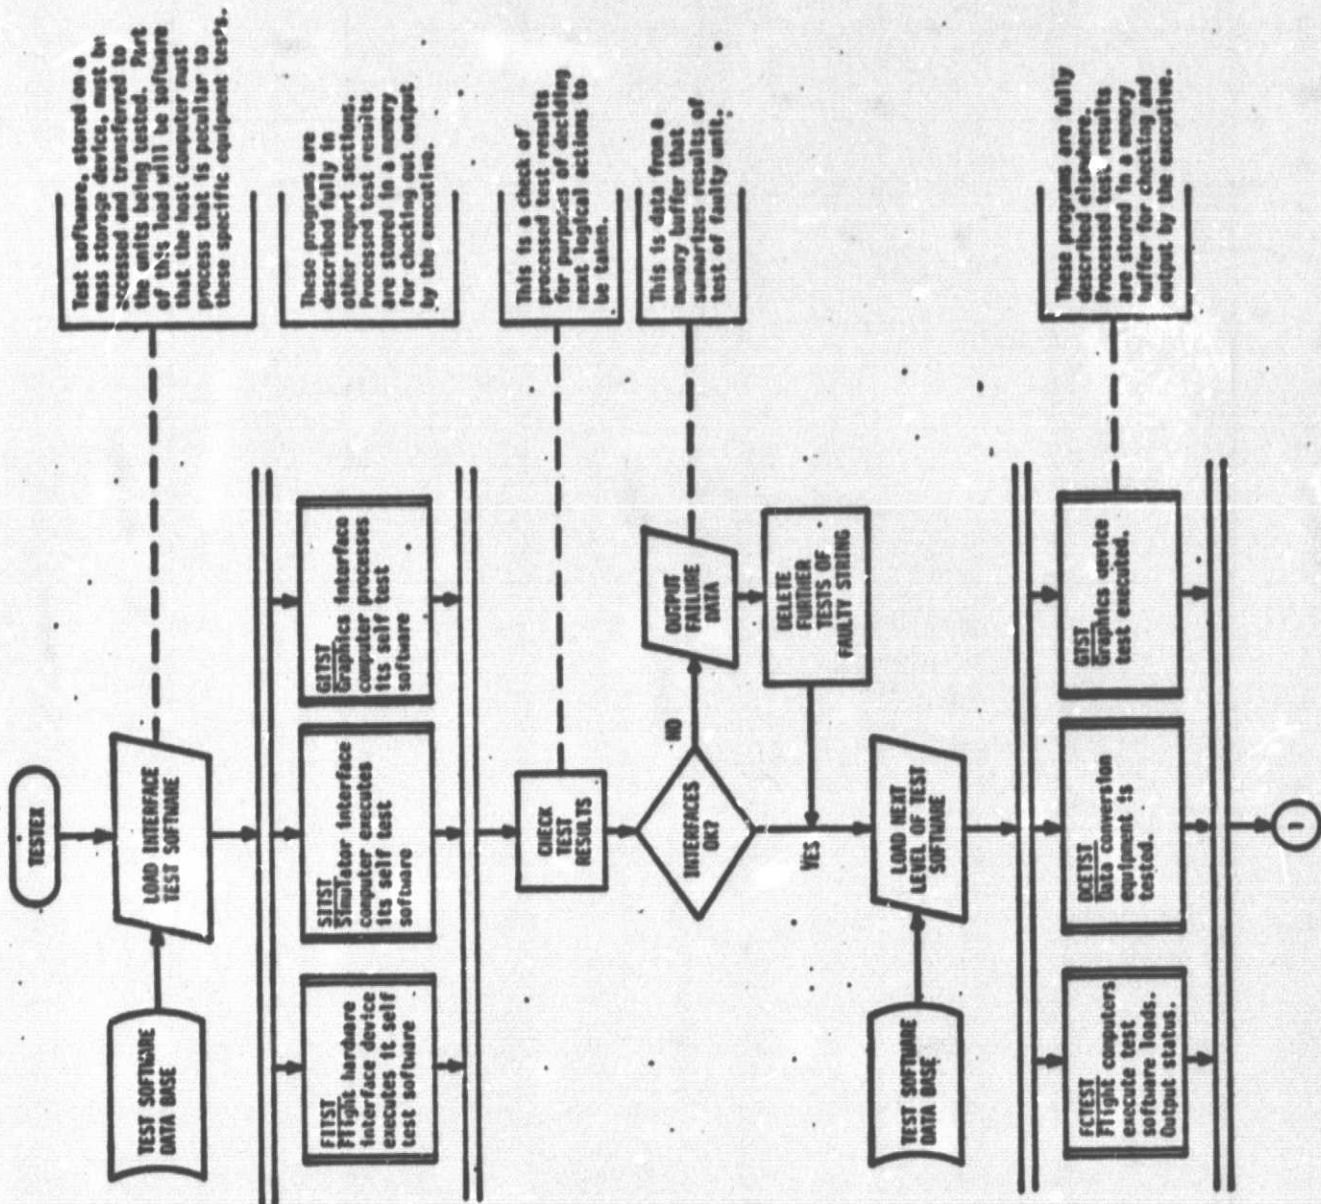 TESTEX
LOAD INTERFACE
TEST SOFTWARE
TEST SOFTWARE
DATA BASE
Test software, stored on a
mass storage device, must be
accessed and transferred to
the units being tested. Part
of this load will be software
that the host computer must
process that is peculiar to
these specific equipment tests.
FITST
Flight hardware
interface device
executes it self
test software
SITST
Simulator interface
computer executes
its self test
software
GITST
Graphics interface
computer processes
its self test
software
These programs are
described fully in
other report sections.
Processed test results
are stored in a memory
for checking out output
by the executive.
CHECK
TEST
RESULTS
This is a check of
processed test results
for purposes of deciding
next logical actions to
be taken.
INTERFACES
OK?
NO
YES
OUTPUT
FAILURE
DATA
This is data from a
memory buffer that
summarizes results of
test of faulty unit.
DELETE
FURTHER
TESTS OF
FAULTY STRING
TEST SOFTWARE
DATA BASE
LOAD NEXT
LEVEL OF TEST
SOFTWARE
FCTEST
Flight computers
execute test
software loads.
Output status.
DCETST
Data conversion
equipment is
tested.
GTST
Graphics device
test executed.
These programs are fully
described elsewhere.
Processed test results
are stored in a memory
buffer for checking and
output by the executive.
1